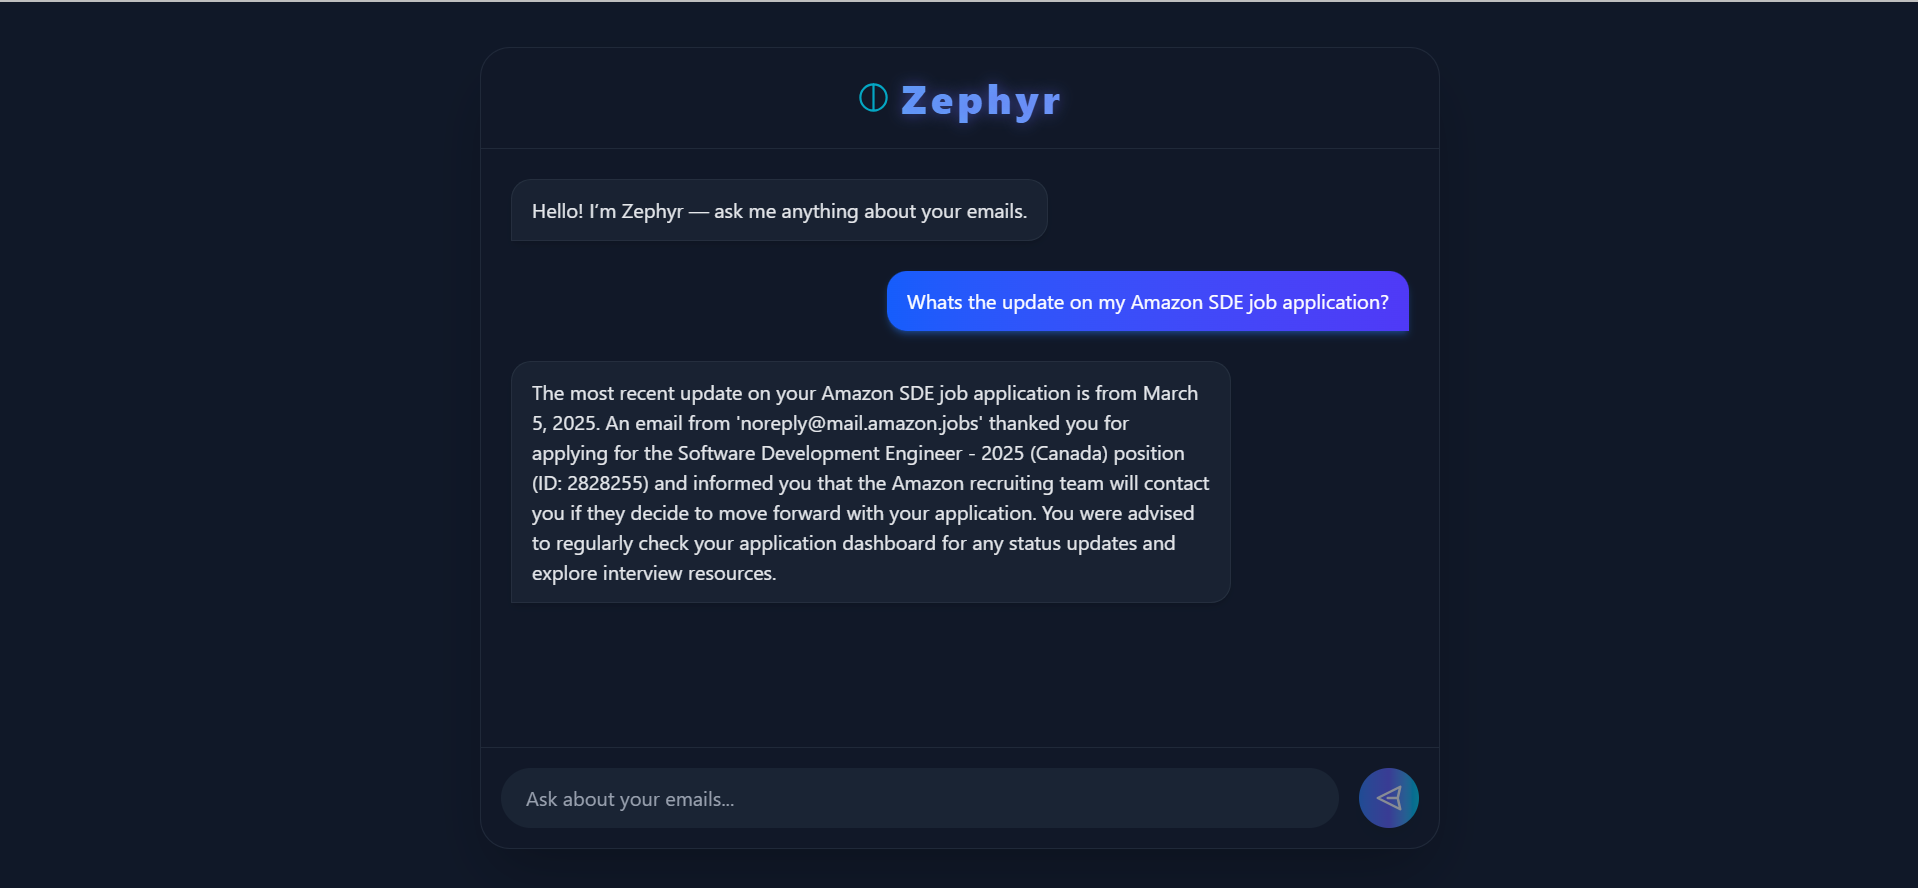 Zephyr
Hello! I’m Zephyr — ask me anything about your emails.
Whats the update on my Amazon SDE job application?
The most recent update on your Amazon SDE job application is from March
5, 2025. An email from 'noreply@mail.amazon.jobs' thanked you for
applying for the Software Development Engineer - 2025 (Canada) position
(ID: 2828255) and informed you that the Amazon recruiting team will contact
you if they decide to move forward with your application. You were advised
to regularly check your application dashboard for any status updates and
explore interview resources.
Ask about your emails...